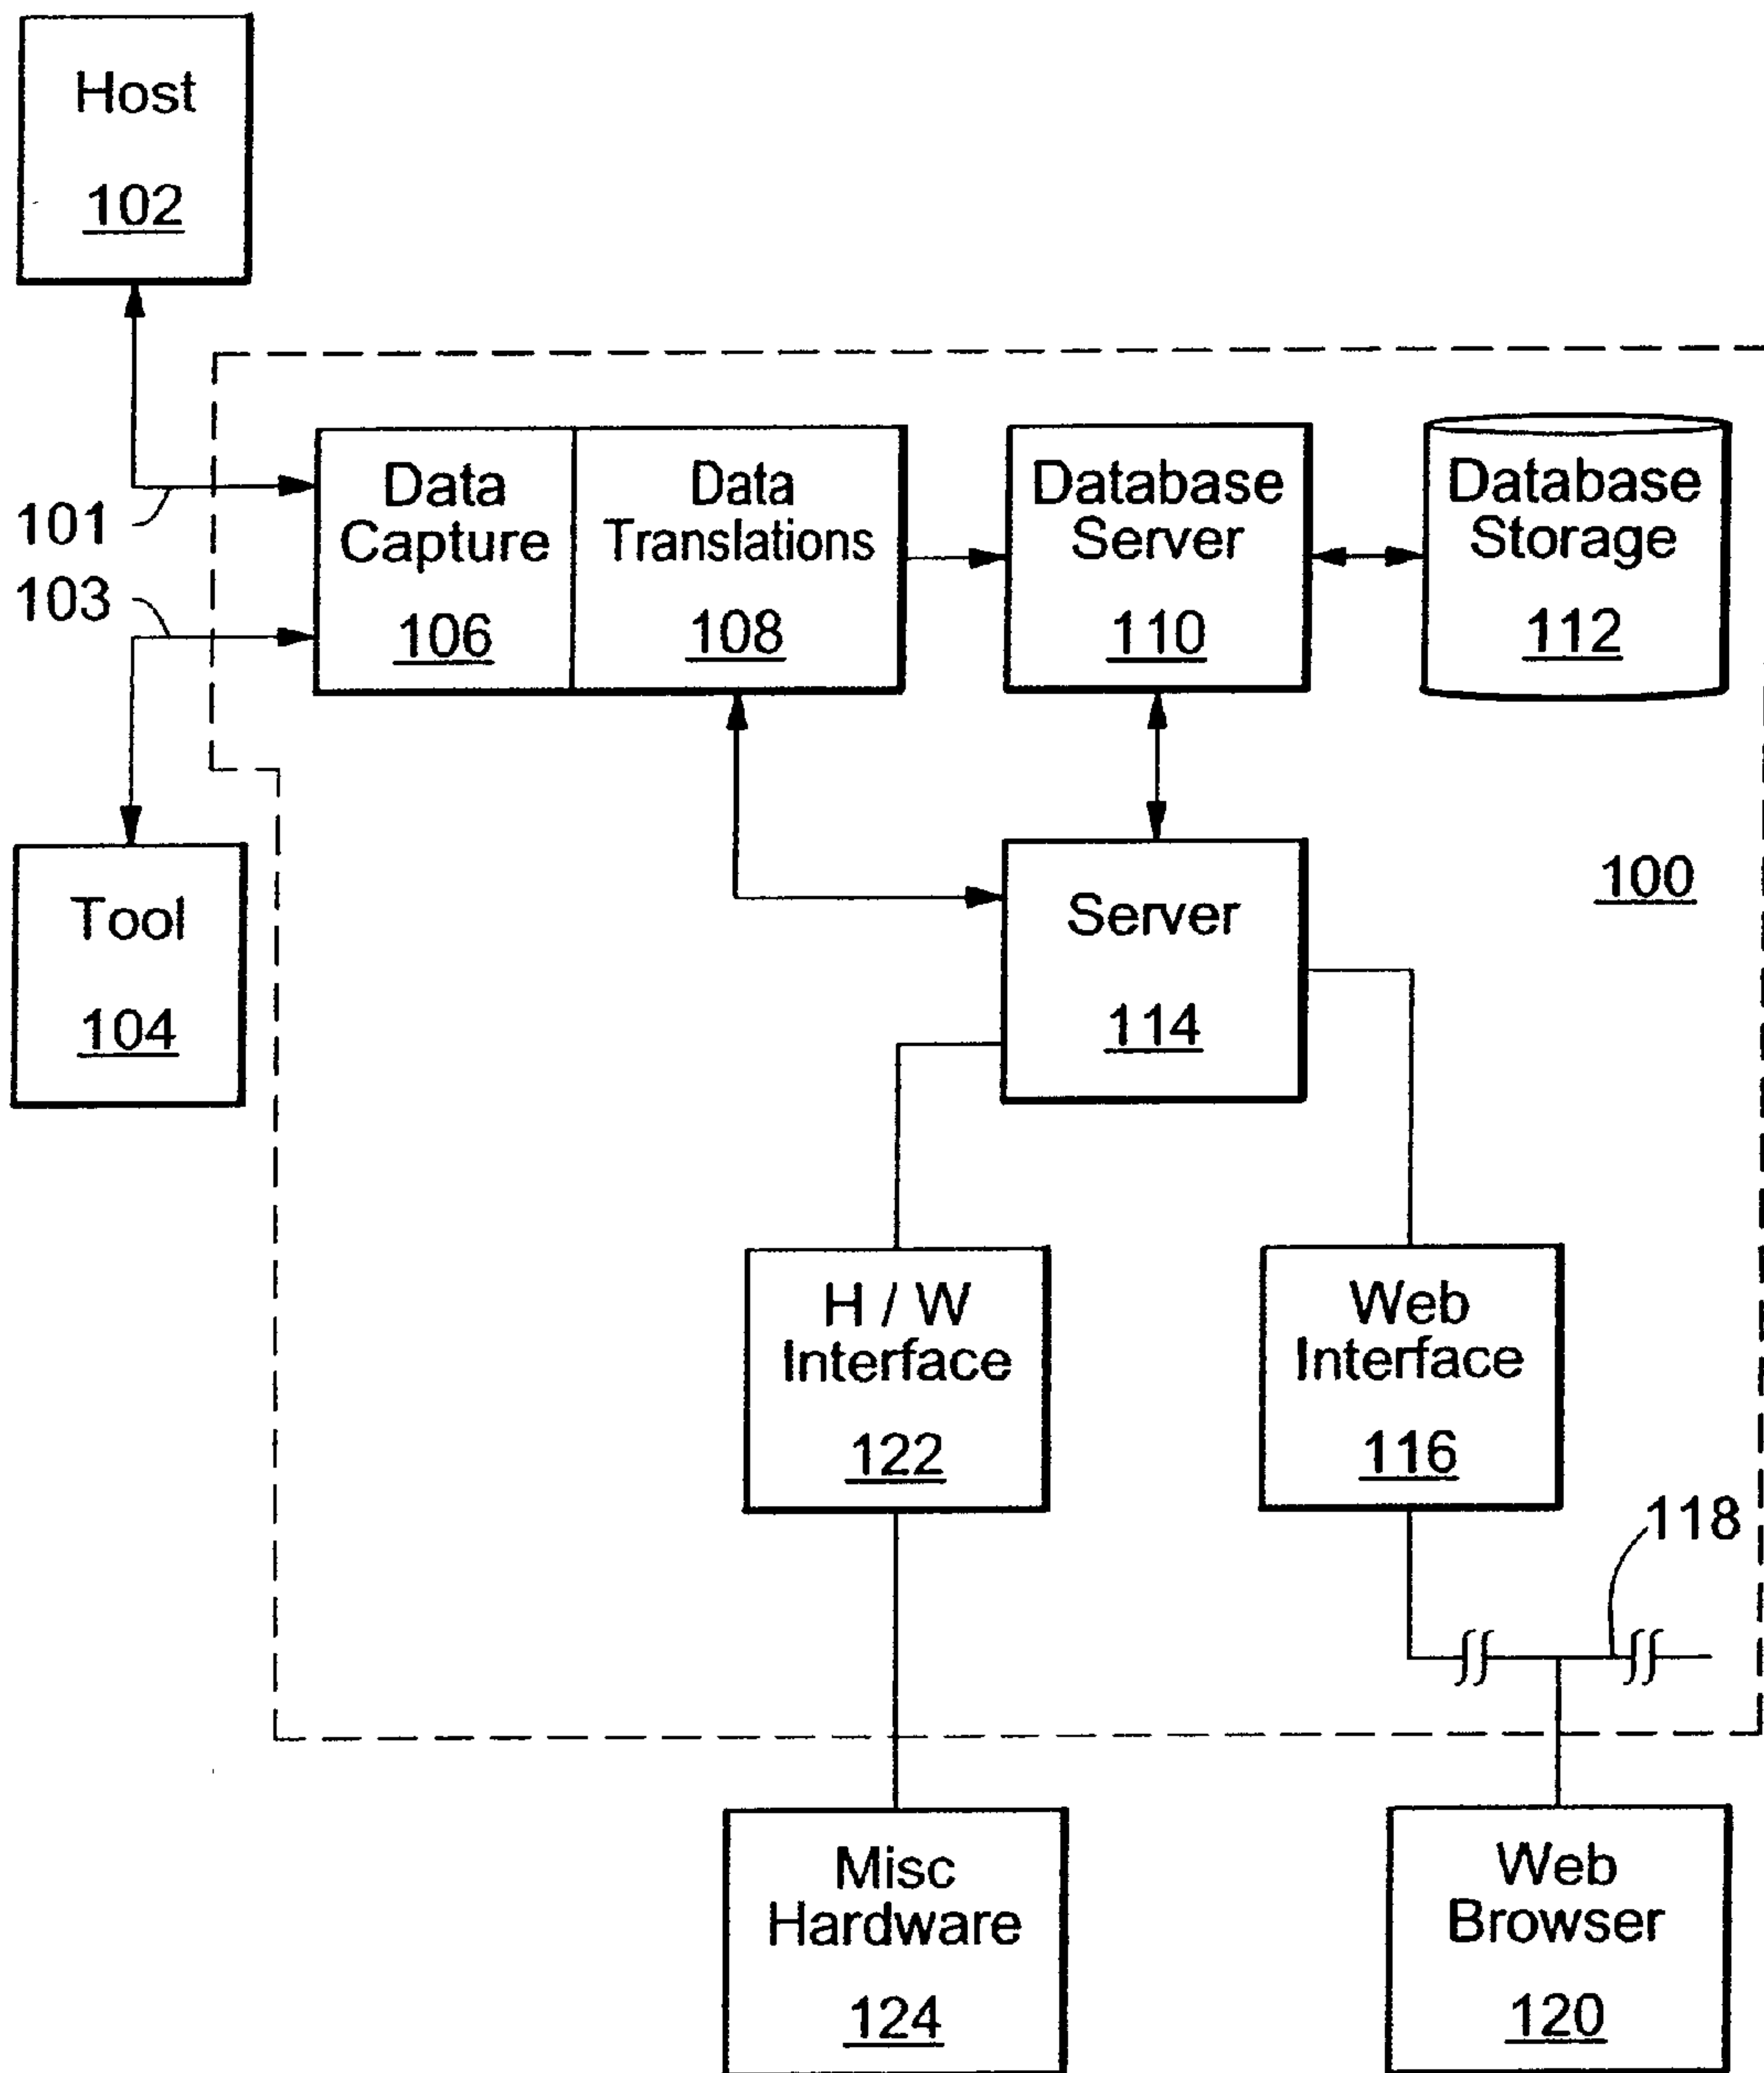 Host
102
101
103
Data
Capture
106
Data
Translations
108
Database
Server
110
Database
Storage
112
Tool
104
Server
114
100
H / W
Interface
122
Web
Interface
116
118
Misc
Hardware
124
Web
Browser
120